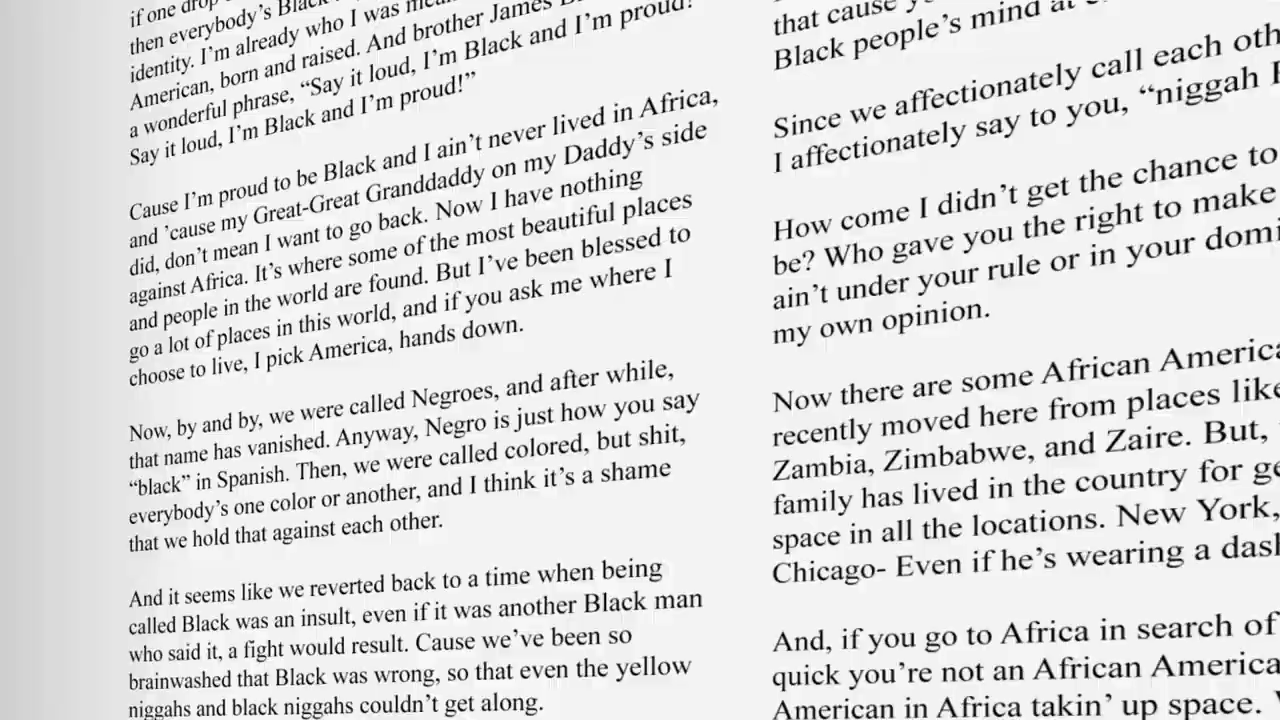 if one drop
then everybody's Black
identity. I'm already who I was
American, born and raised. And brother James
a wonderful phrase, “Say it loud, I'm Black and I'm proud!
Say it loud, I'm Black and I'm proud!”
Cause I'm proud to be Black and I ain't never lived in Africa,
and ’cause my Great-Great Granddaddy on my Daddy's side
did, don't mean I want to go back. Now I have nothing
against Africa. It's where some of the most beautiful places
and people in the world are found. But I've been blessed to
go a lot of places in this world, and if you ask me where I
choose to live, I pick America, hands down.
Now, by and by, we were called Negroes, and after while,
that name has vanished. Anyway, Negro is just how you say
“black” in Spanish. Then, we were called colored, but shit,
everybody's one color or another, and I think it's a shame
that we hold that against each other.
And it seems like we reverted back to a time when being
called Black was an insult, even if it was another Black man
who said it, a fight would result. Cause we've been so
brainwashed that Black was wrong, so that even the yellow
niggahs and black niggahs couldn't get along.
that cause
Black people's mind at
Since we affectionately call each
I affectionately say to you, “niggah
How come I didn't get the chance to
be? Who gave you the right to make
ain't under your rule or in your
my own opinion.
Now there are some African
recently moved here from places like
Zambia, Zimbabwe, and Zaire. But,
family has lived in the country for
space in all the locations. New York,
Chicago- Even if he's wearing a
And, if you go to Africa in search of
quick you're not an African
American in Africa takin' up space.